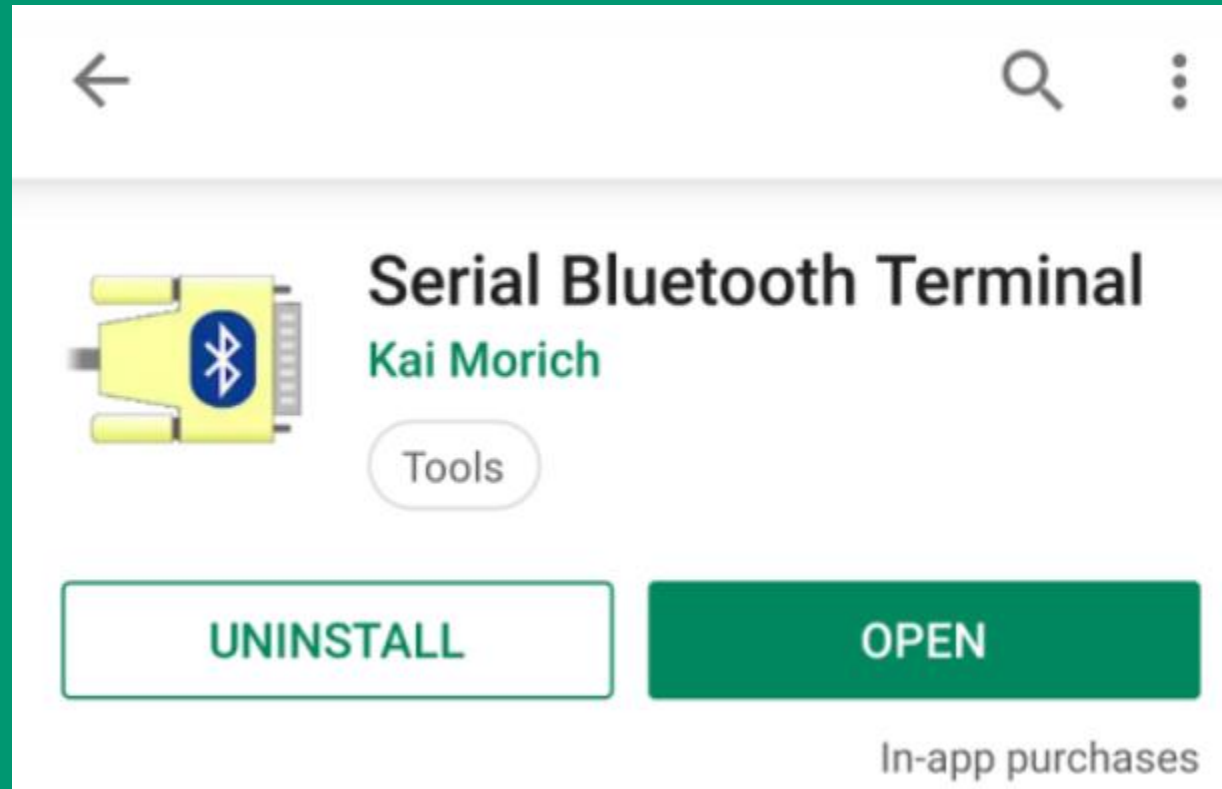 Serial Bluetooth Terminal
Kai Morich
Tools
UNINSTALL
OPEN
In-app purchases